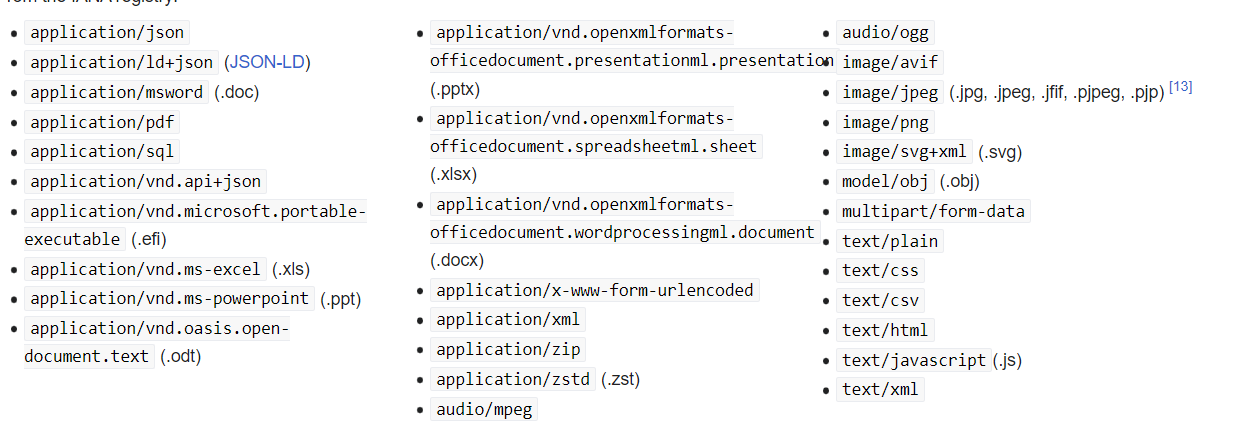 from the IANA registry:
application/json
application/ld+json (JSON-LD)
application/msword (.doc)
application/pdf
application/sql
application/vnd.api+json
application/vnd.microsoft.portable-
executable (.efi)
application/vnd.ms-excel (.xls)
application/vnd.ms-powerpoint (.ppt)
application/vnd.oasis.open-
document.text (.odt)
application/vnd.openxmlformats-
officedocument.presentationml.presentation
(.pptx)
application/vnd.openxmlformats-
officedocument.spreadsheetml.sheet
(.xlsx)
application/vnd.openxmlformats-
officedocument.wordprocessingml.document
(.docx)
application/x-www-form-urlencoded
application/xml
application/zip
application/zstd (.zst)
audio/mpeg
audio/ogg
image/avif
image/jpeg (.jpg, .jpeg, .jfif, .pjpeg, .pjp) [13]
image/png
image/svg+xml (.svg)
model/obj (.obj)
multipart/form-data
text/plain
text/css
text/csv
text/html
text/javascript (.js)
text/xml